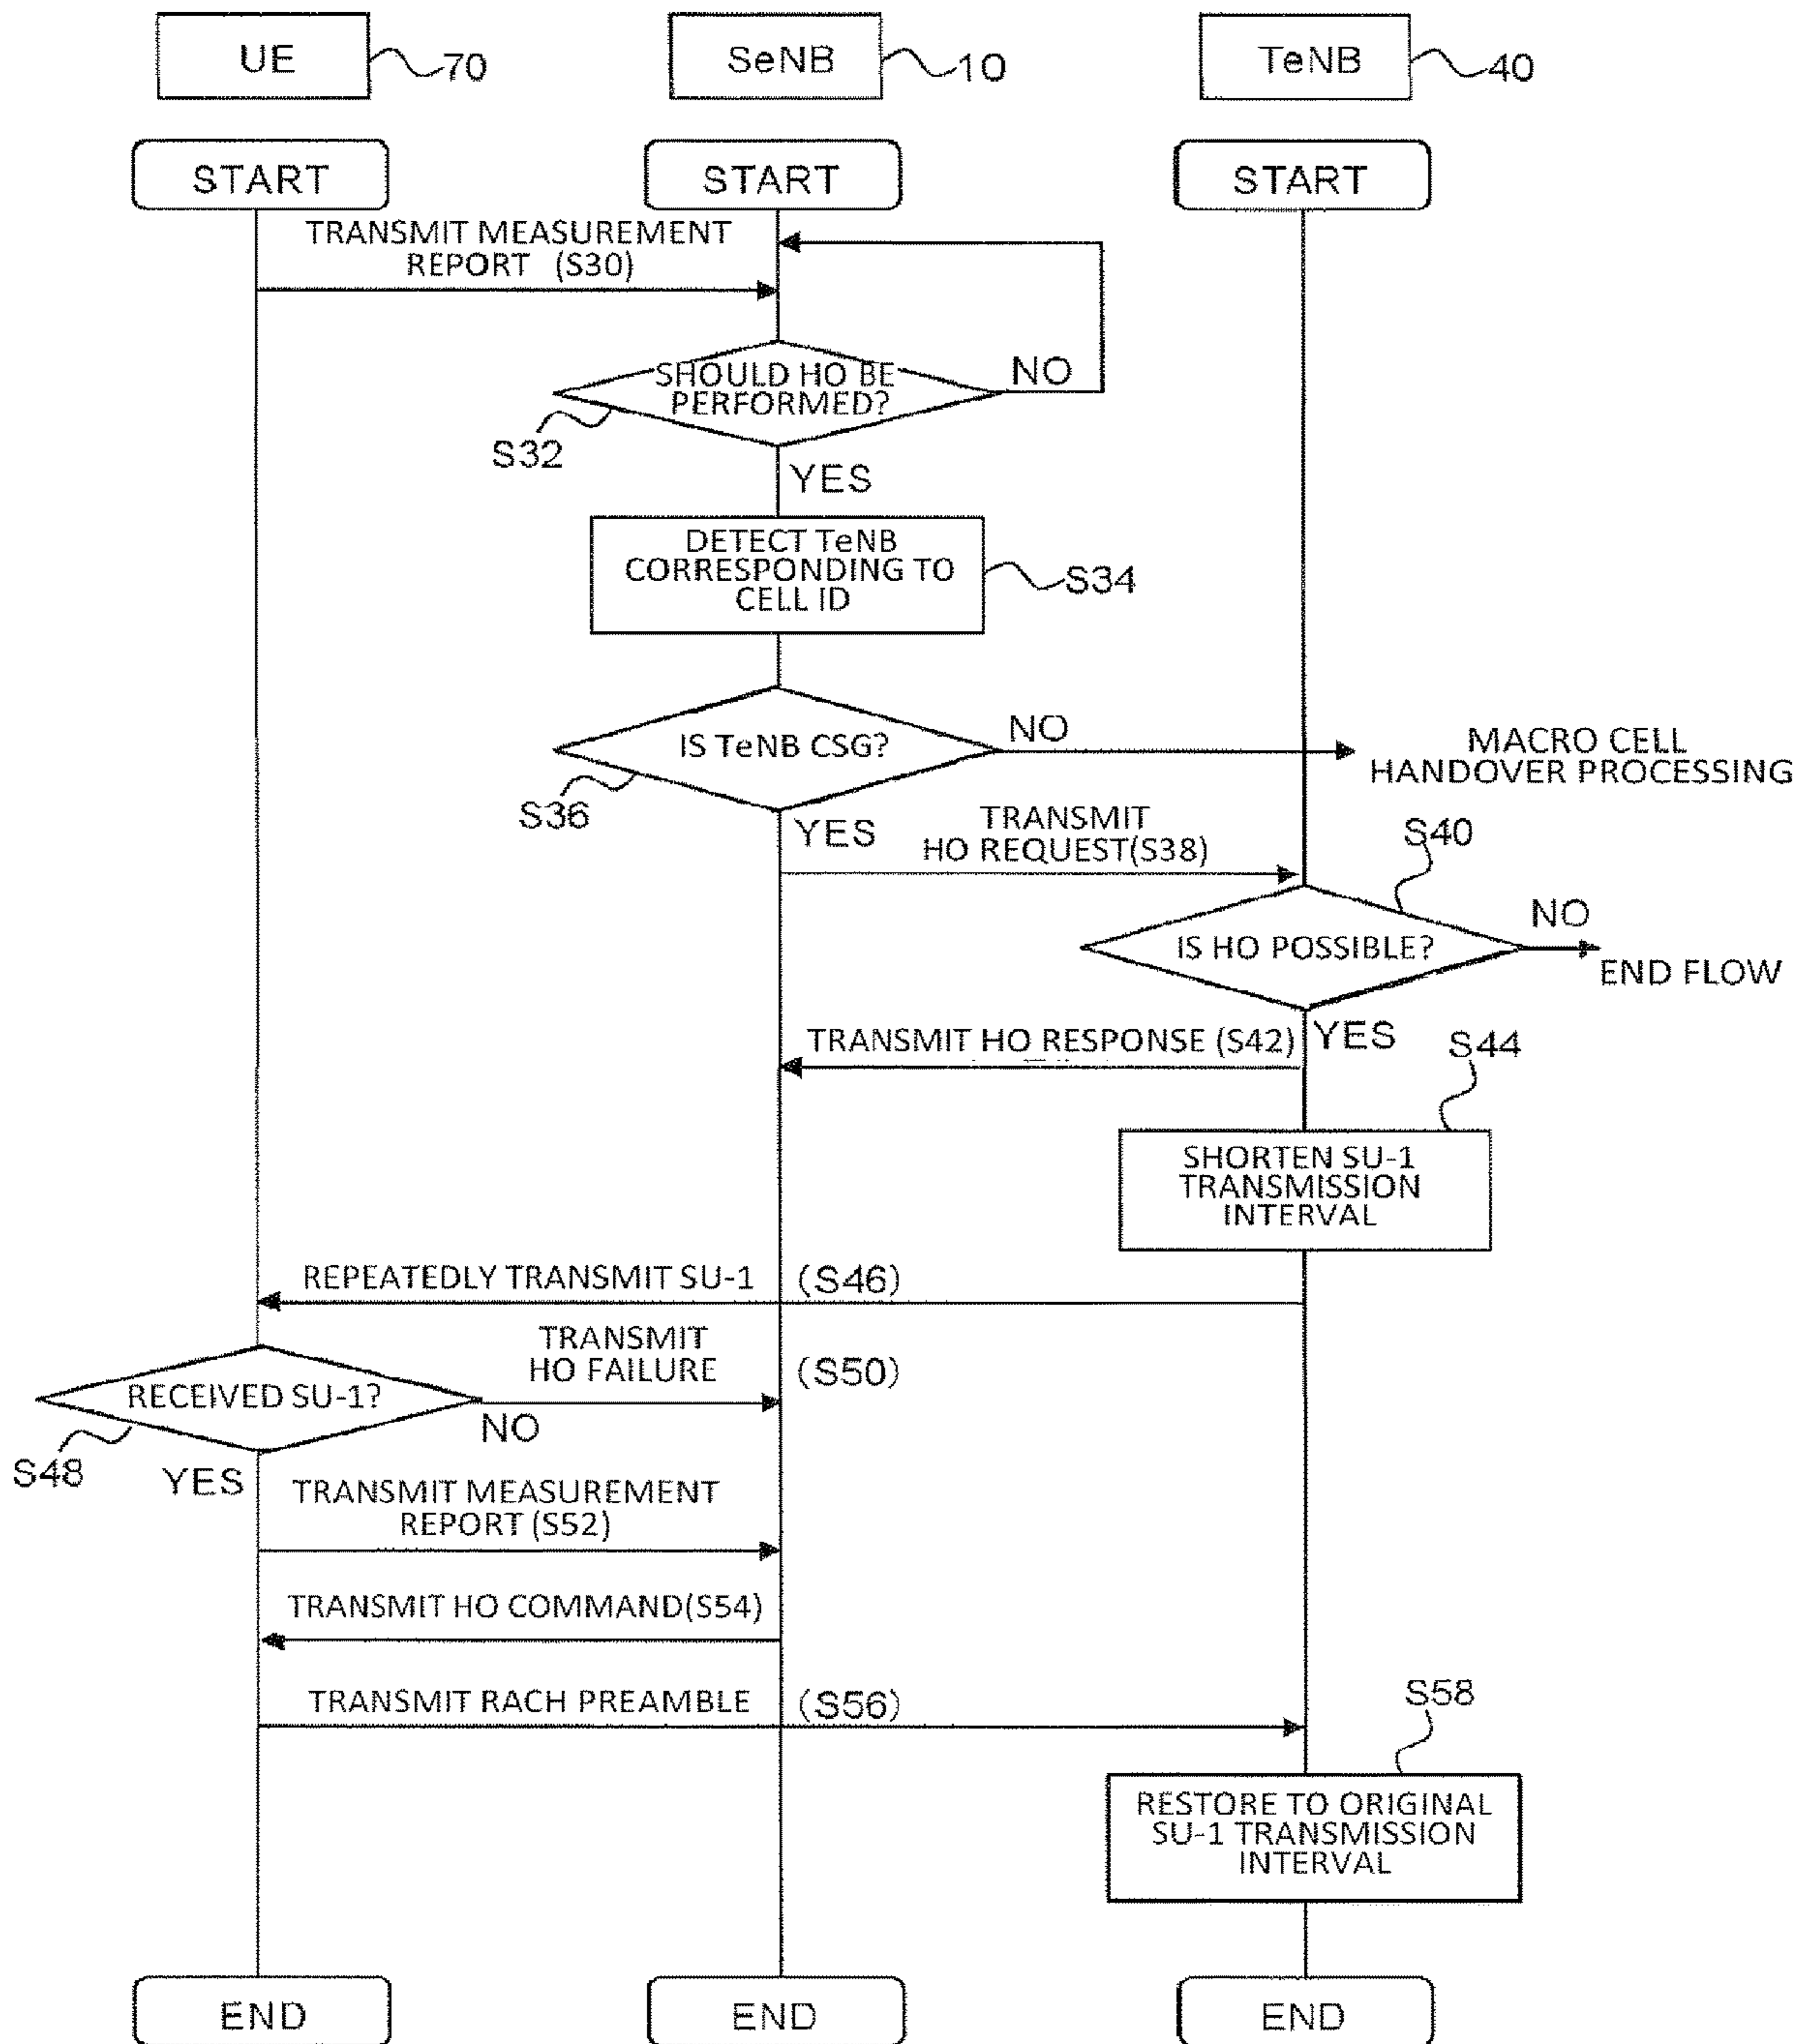 UE
70
SeNB
10
TeNB
40
START
START
START
TRANSMIT MEASUREMENT
REPORT (S30)
SHOULD HO BE
PERFORMED?
NO
S32
YES
DETECT TeNB
CORRESPONDING TO
CELL ID
S34
IS TeNB CSG?
NO
MACRO CELL
HANDOVER PROCESSING
S36
YES
TRANSMIT
HO REQUEST(S38)
S40
IS HO POSSIBLE?
NO
END FLOW
TRANSMIT HO RESPONSE (S42)
YES
S44
SHORTEN SU-1
TRANSMISSION
INTERVAL
REPEATEDLY TRANSMIT SU-1 (S46)
TRANSMIT
HO FAILURE (S50)
RECEIVED SU-1?
NO
S48
YES
TRANSMIT MEASUREMENT
REPORT (S52)
TRANSMIT HO COMMAND(S54)
TRANSMIT RACH PREAMBLE (S56)
S58
RESTORE TO ORIGINAL
SU-1 TRANSMISSION
INTERVAL
END
END
END